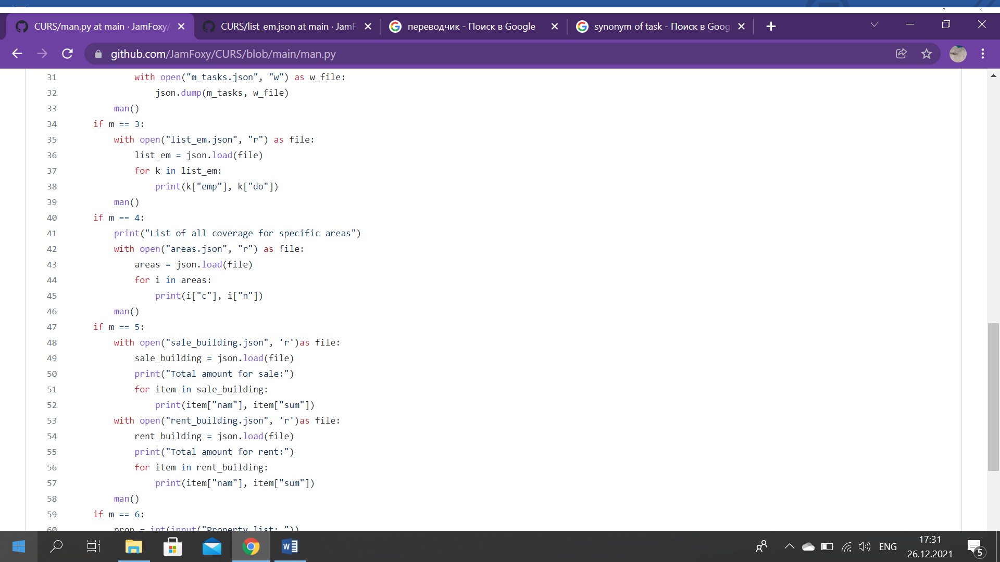 CURS/man.py at main · JamFoxy/
CURS/list_em.json at main · JamF
переводчик - Поиск в Google
synonym of task - Поиск в Goog
github.com/JamFoxy/CURS/blob/main/man.py
31 with open("m_tasks.json", "w") as w_file:
32 json.dump(m_tasks, w_file)
33 man()
34 if m == 3:
35 with open("list_em.json", "r") as file:
36 list_em = json.load(file)
37 for k in list_em:
38 print(k["emp"], k["do"])
39 man()
40 if m == 4:
41 print("List of all coverage for specific areas")
42 with open("areas.json", "r") as file:
43 areas = json.load(file)
44 for i in areas:
45 print(i["c"], i["n"])
46 man()
47 if m == 5:
48 with open("sale_building.json", 'r')as file:
49 sale_building = json.load(file)
50 print("Total amount for sale:")
51 for item in sale_building:
52 print(item["nam"], item["sum"])
53 with open("rent_building.json", 'r')as file:
54 rent_building = json.load(file)
55 print("Total amount for rent:")
56 for item in rent_building:
57 print(item["nam"], item["sum"])
58 man()
59 if m == 6:
60 prop = int(input("Property list: "))
W
ENG
17:31
26.12.2021
5